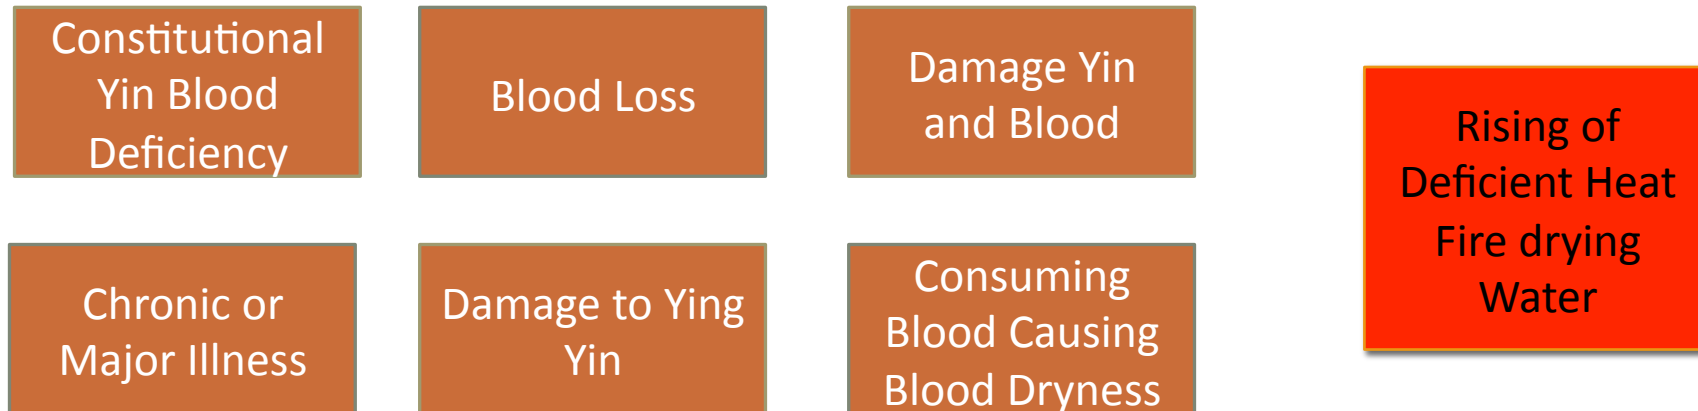 Constitutional
Yin Blood
Deficiency
Blood Loss
Damage Yin
and Blood
Rising of
Deficient Heat
Fire drying
Water
Chronic or
Major Illness
Damage to Ying
Yin
Consuming
Blood Causing
Blood Dryness